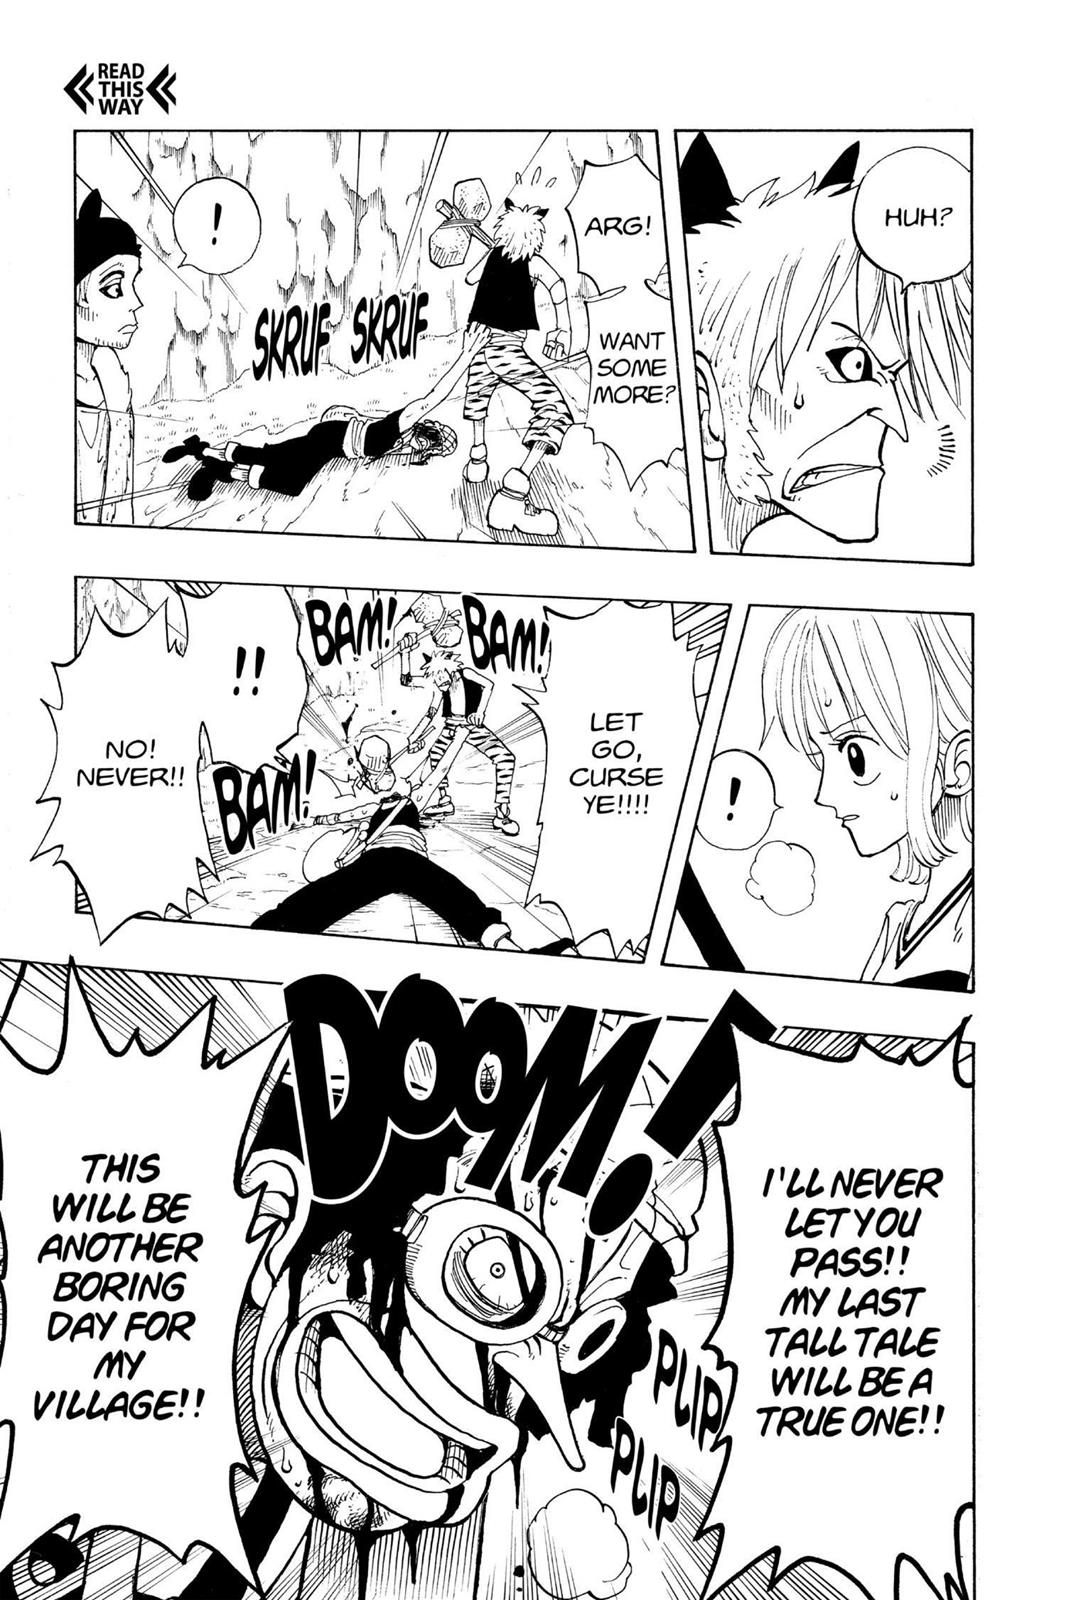 READ
THIS
WAY
HUH?
ARG!
WANT
SOME
MORE?
SKRUF SKRUF
!
!
LET
GO,
CURSE
YE!!!!
BAM!
BAM!
BAM!
!!
NO!
NEVER!!
DOOM!
I'LL NEVER
LET YOU
PASS!!
MY LAST
TALL TALE
WILL BE A
TRUE ONE!!
PLIP
PLIP
THIS
WILL BE
ANOTHER
BORING
DAY FOR
MY
VILLAGE!!